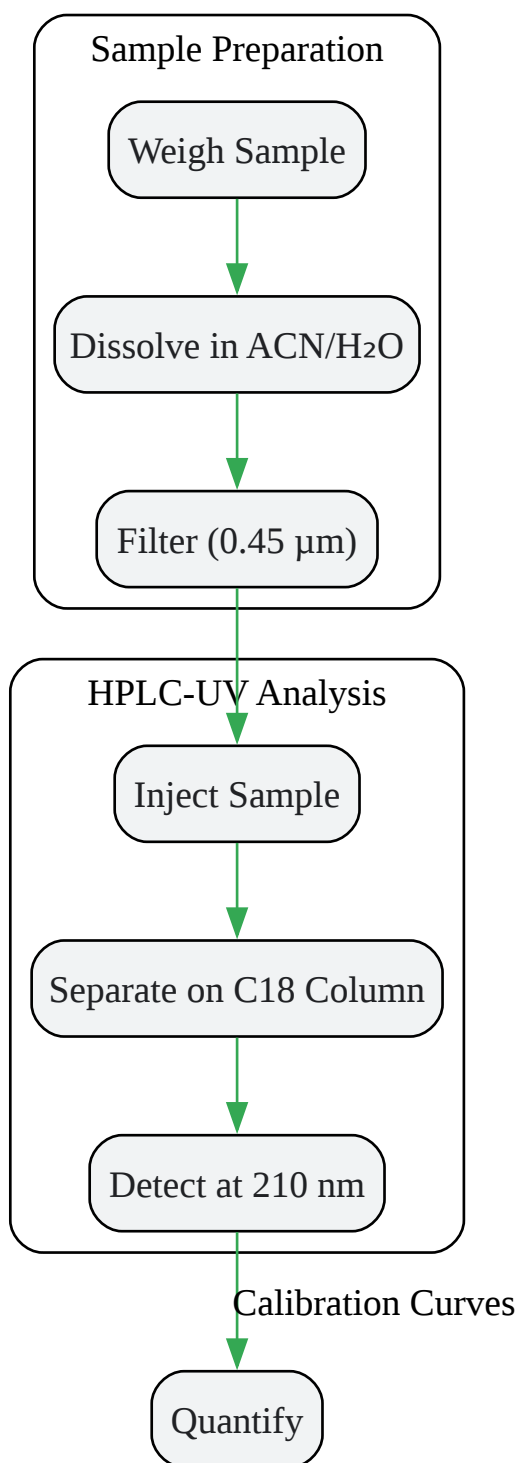 Sample Preparation
Weigh Sample
Dissolve in ACN/H₂O
Filter (0.45 µm)
HPLC-UV Analysis
Inject Sample
Separate on C18 Column
Detect at 210 nm
Calibration Curves
Quantify